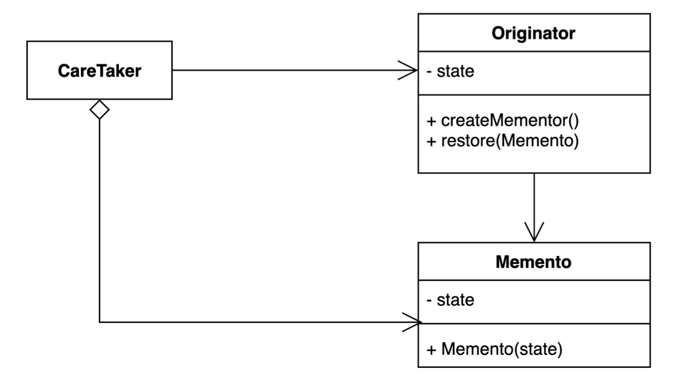 CareTaker
Originator
- state
+ createMementor()
+ restore(Memento)
Memento
- state
+ Memento(state)